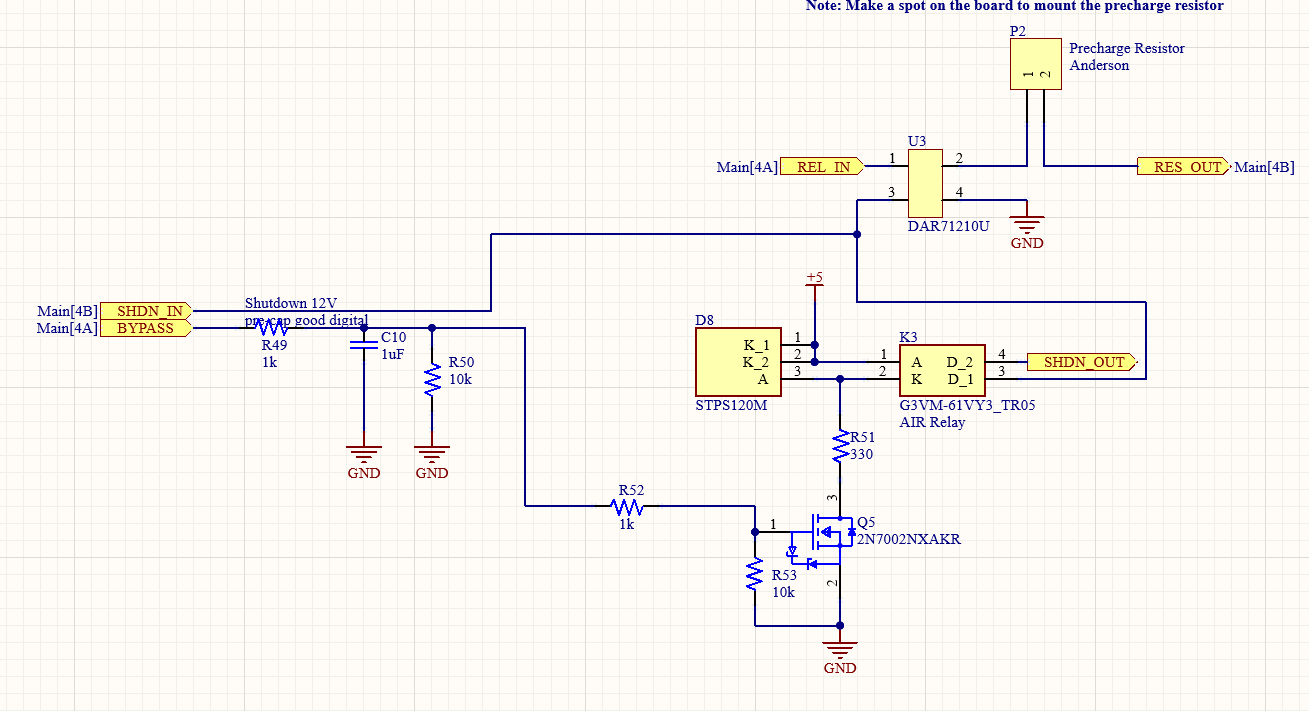 Note: Make a spot on the board to mount the precharge resistor
P2
Precharge Resistor
Anderson
1
2
U3
Main[4A]
REL_IN
1
2
RES_OUT
Main[4B]
3
4
DAR71210U
GND
+5
Main[4B]
SHDN_IN
Shutdown 12V
Main[4A]
BYPASS
pre-cap good digital
R49
1k
C10
1uF
R50
10k
GND
GND
D8
K_1
1
K_2
2
A
3
STPS120M
K3
1
A
D_2
4
SHDN_OUT
2
K
D_1
3
G3VM-61VY3_TR05
AIR Relay
R51
330
R52
1k
3
1
Q5
2N7002NXAKR
R53
10k
2
GND